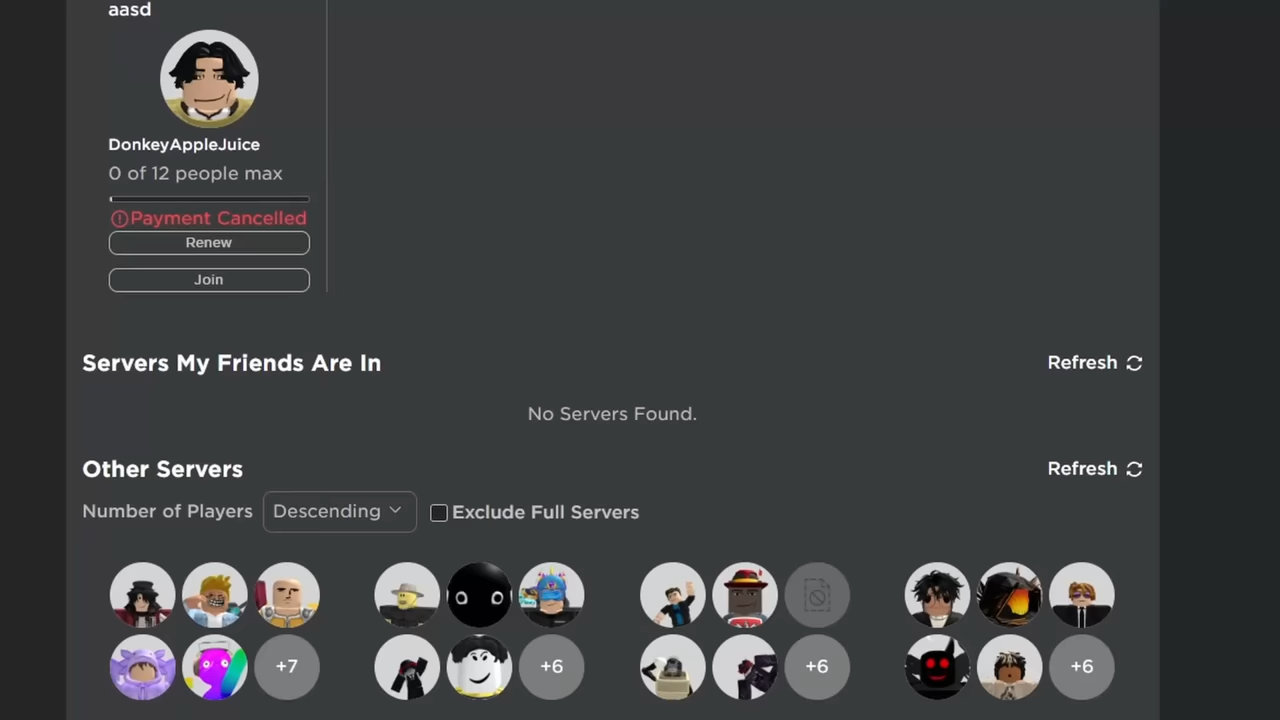 aasd
DonkeyAppleJuice
0 of 12 people max
Payment Cancelled
Renew
Join
Servers My Friends Are In
Refresh
No Servers Found.
Other Servers
Refresh
Number of Players Descending Exclude Full Servers
+7 +6 +6 +6